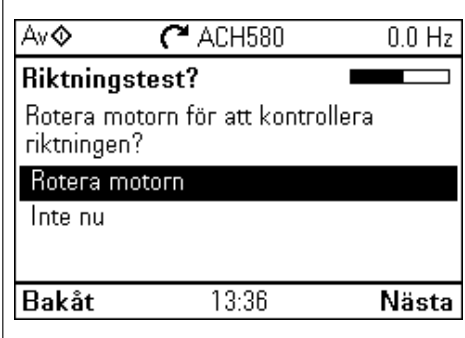 Av ACH580 0.0 Hz
Riktningstest?
Rotera motorn för att kontrollera
riktningen?
Rotera motorn
Inte nu
Bakåt 13:36 Nästa